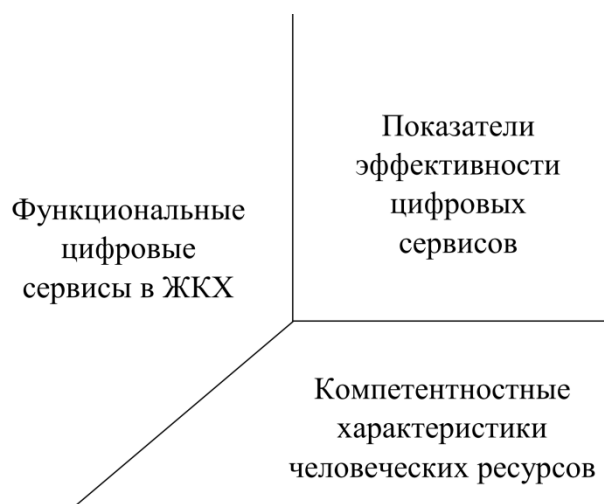 Функциональные
цифровые
сервисы в ЖКХ
Показатели
эффективности
цифровых
сервисов
Компетентностные
характеристики
человеческих ресурсов